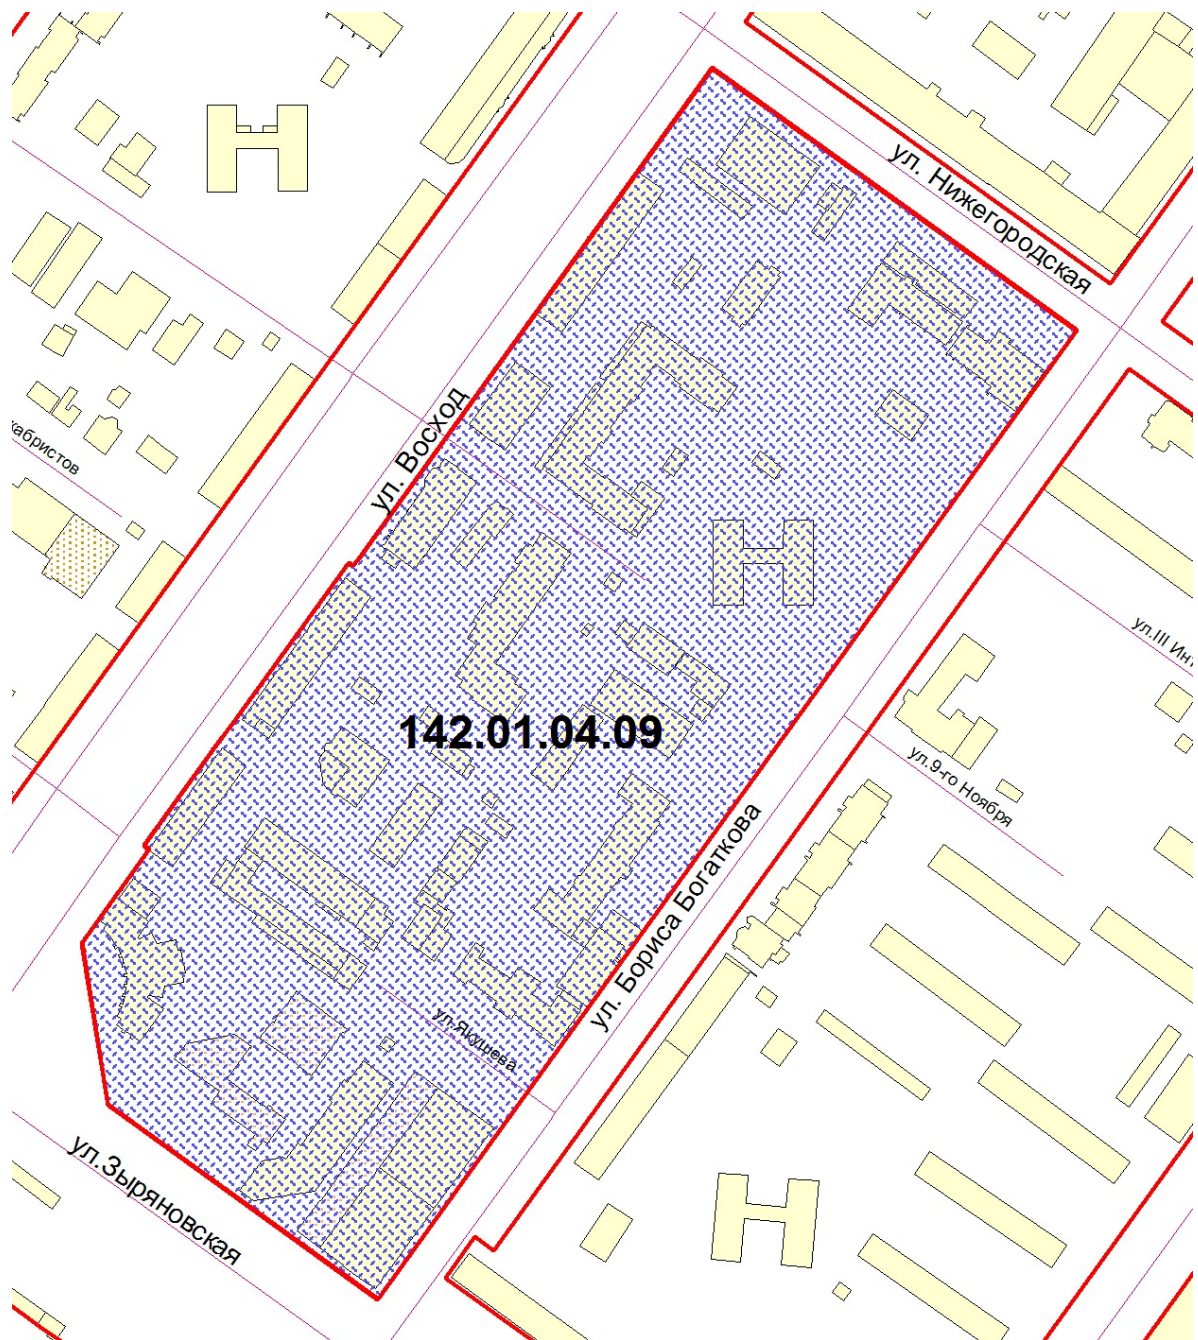 ул. Нижегородская
ул. Восход
кабристов
ул.III Инт
142.01.04.09
ул.9-го Ноября
ул. Бориса Богаткова
ул.Якушева
ул.Зыряновская